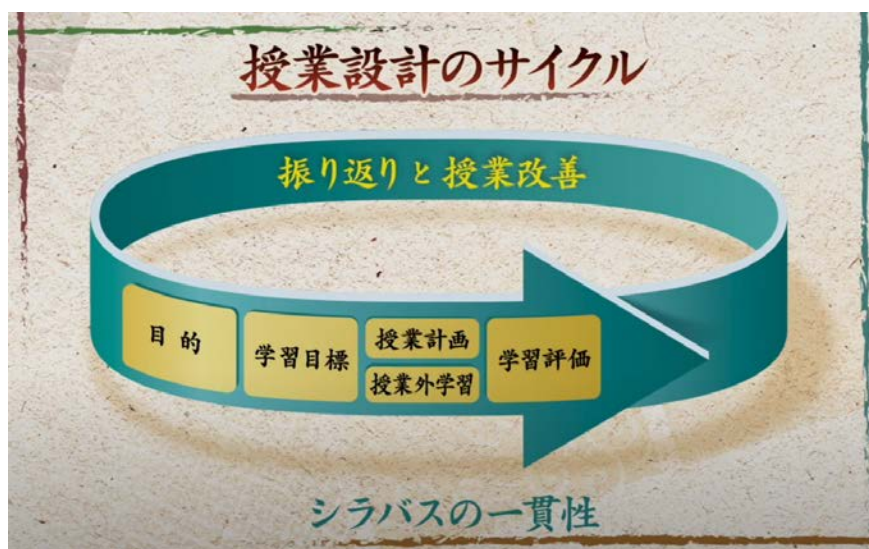 授業設計のサイクル
振り返りと授業改善
目的
学習目標
授業計画
授業外学習
学習評価
シラバスの一貫性